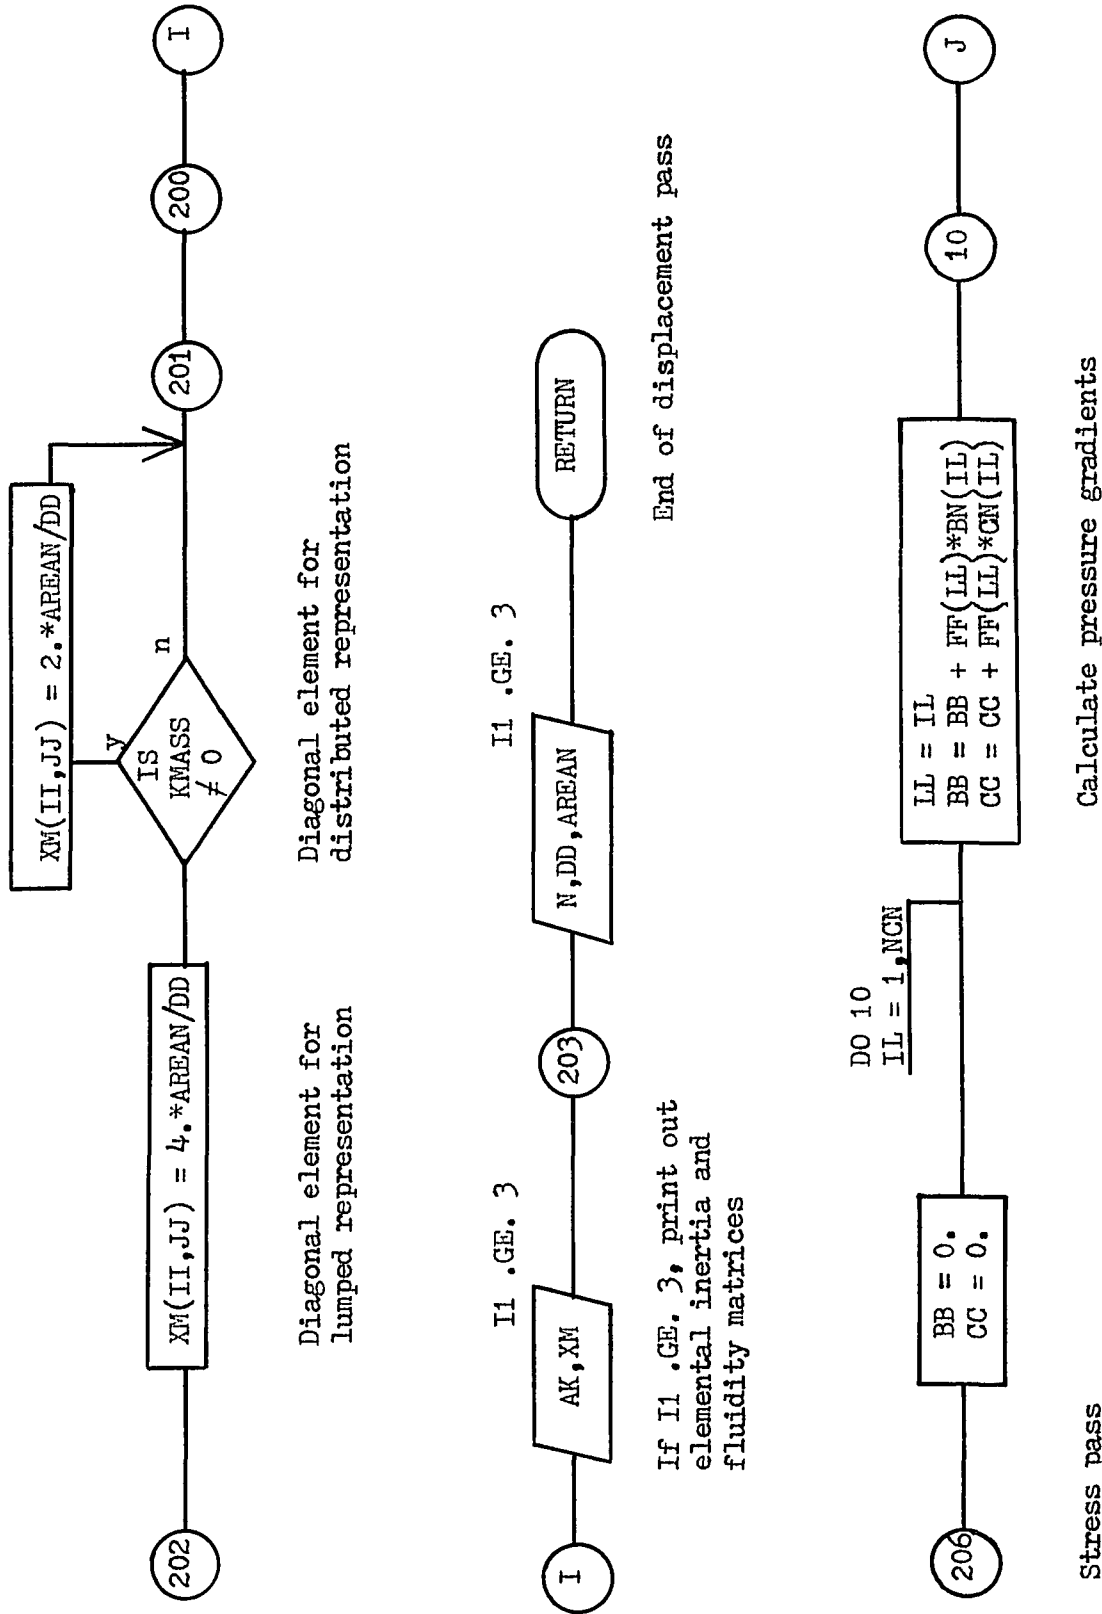 202
XM(II,JJ) = 4.*AREAN/DD
IS
KMASS
≠ 0
y
n
XM(II,JJ) = 2.*AREAN/DD
201
200
I
Diagonal element for
lumped representation
Diagonal element for
distributed representation
I
AK,XM
I1 .GE. 3
203
N,DD,AREAN
I1 .GE. 3
RETURN
If I1 .GE. 3, print out
elemental inertia and
fluidity matrices
End of displacement pass
206
BB = 0.
CC = 0.
DO 10
IL = 1,NCN
LL = IL
BB = BB + FF(LL)*BN(IL)
CC = CC + FF(LL)*CN(IL)
10
J
Stress pass
Calculate pressure gradients